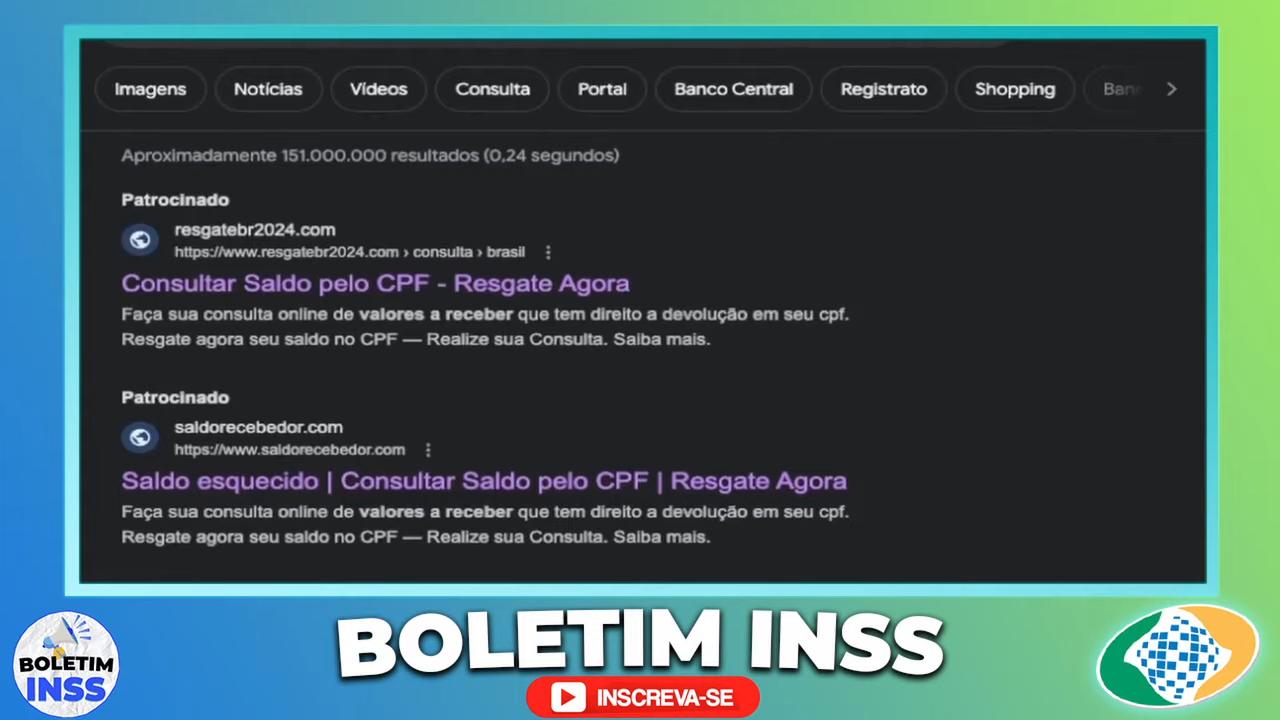 Imagens Notícias Vídeos Consulta Portal Banco Central Registrato Shopping
Aproximadamente 151.000.000 resultados (0,24 segundos)
Patrocinado
resgatebr2024.com
https://www.resgatebr2024.com › consulta › brasil
Consultar Saldo pelo CPF - Resgate Agora
Faça sua consulta online de valores a receber que tem direito a devolução em seu cpf.
Resgate agora seu saldo no CPF — Realize sua Consulta. Saiba mais.
Patrocinado
saldorecebedor.com
https://www.saldorecebedor.com
Saldo esquecido | Consultar Saldo pelo CPF | Resgate Agora
Faça sua consulta online de valores a receber que tem direito a devolução em seu cpf.
Resgate agora seu saldo no CPF — Realize sua Consulta. Saiba mais.
BOLETIM INSS
INSCREVA-SE
BOLETIM
INSS